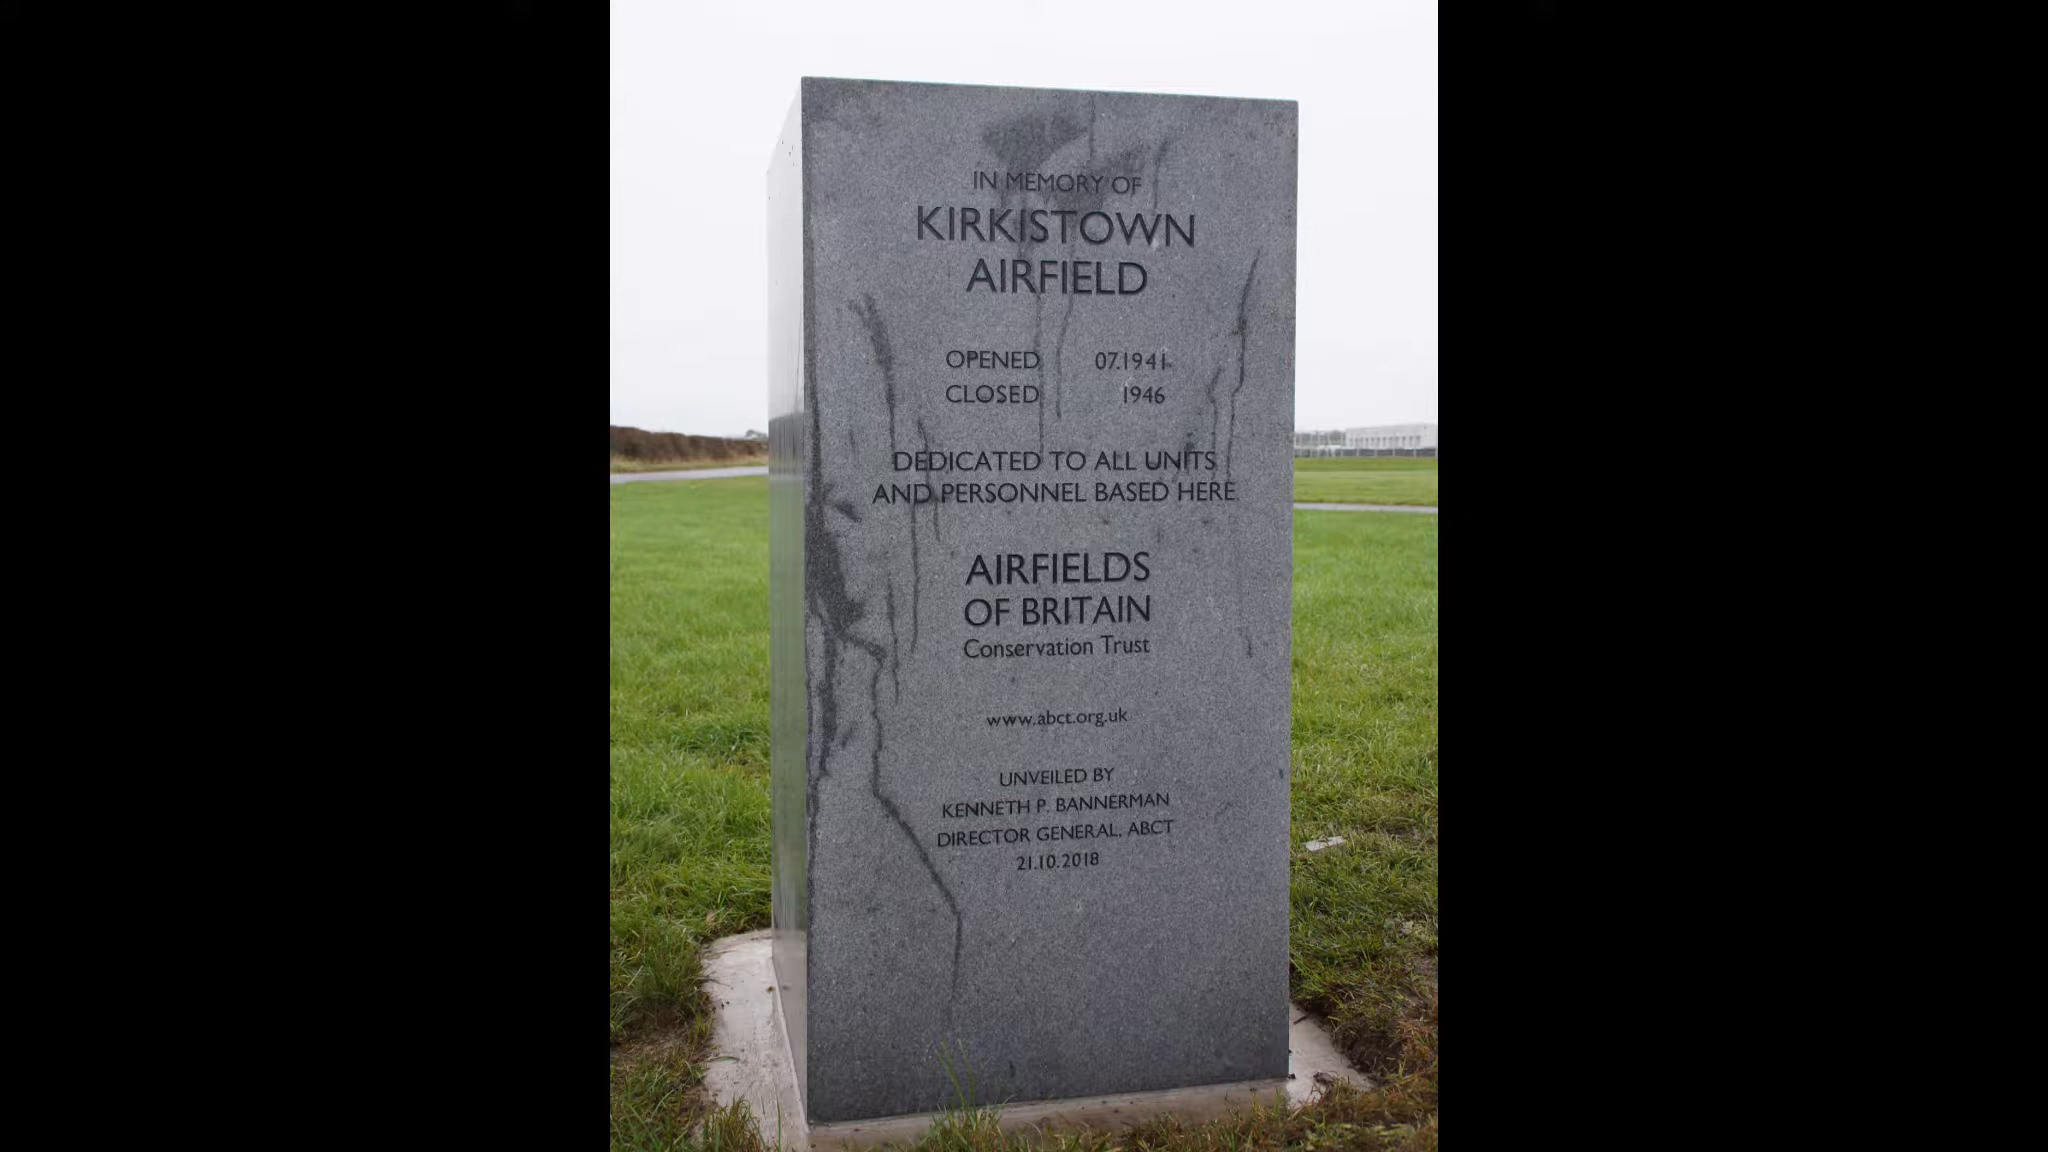 IN MEMORY OF
KIRKISTOWN
AIRFIELD
OPENED 07.1941
CLOSED 1946
DEDICATED TO ALL UNITS
AND PERSONNEL BASED HERE
AIRFIELDS
OF BRITAIN
Conservation Trust
www.abct.org.uk
UNVEILED BY
KENNETH P. BANNERMAN
DIRECTOR GENERAL, ABCT
21.10.2018